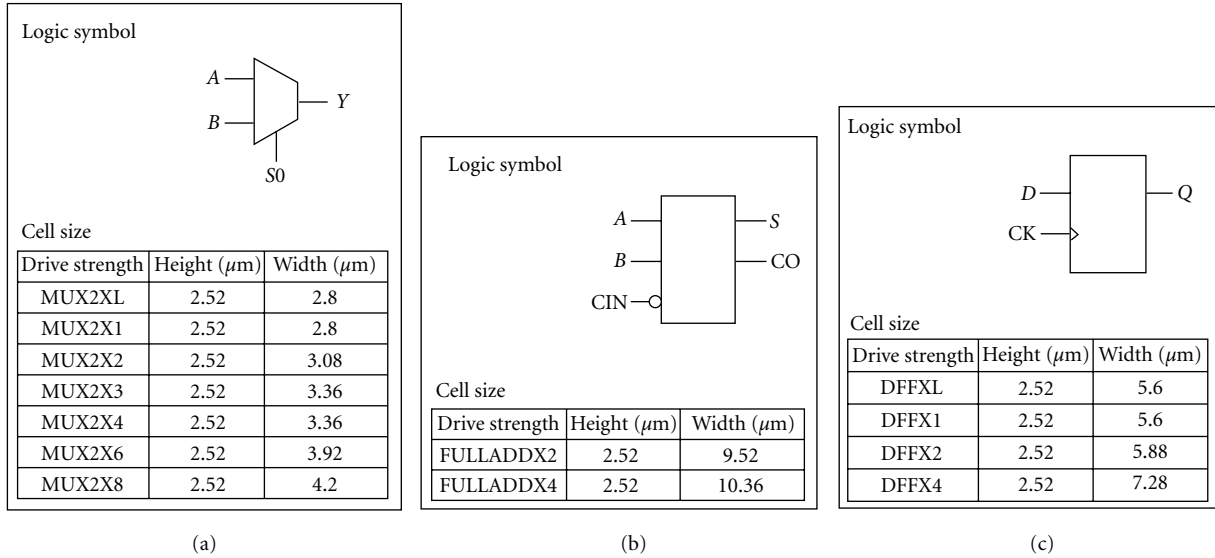 Logic symbol
A
B
Y
S0
Cell size
Drive strength Height (μm) Width (μm)
MUX2XL 2.52 2.8
MUX2X1 2.52 2.8
MUX2X2 2.52 3.08
MUX2X3 2.52 3.36
MUX2X4 2.52 3.36
MUX2X6 2.52 3.92
MUX2X8 2.52 4.2
(a)
Logic symbol
A
S
B
CO
CIN
Cell size
Drive strength Height (μm) Width (μm)
FULLADDX2 2.52 9.52
FULLADDX4 2.52 10.36
(b)
Logic symbol
D
Q
CK
Cell size
Drive strength Height (μm) Width (μm)
DFFXL 2.52 5.6
DFFX1 2.52 5.6
DFFX2 2.52 5.88
DFFX4 2.52 7.28
(c)